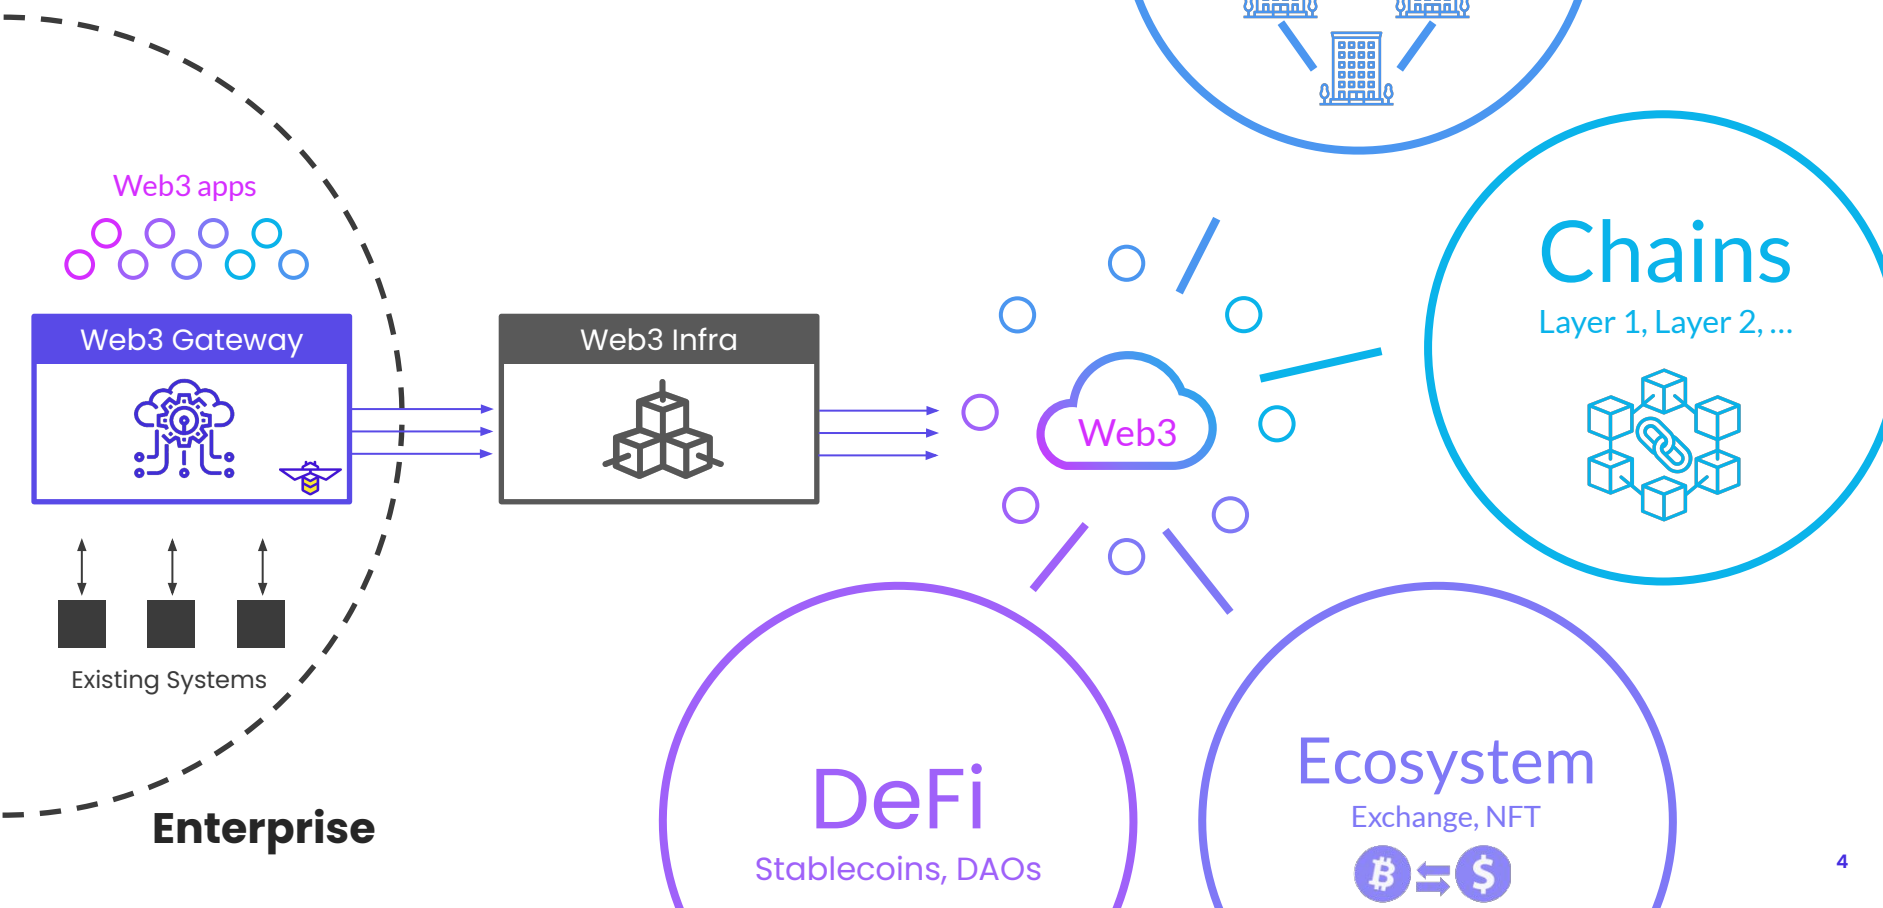 Web3 apps
Web3 Gateway
Existing Systems
Enterprise
Web3 Infra
Web3
Chains
Layer 1, Layer 2, ...
DeFi
Stablecoins, DAOs
Ecosystem
Exchange, NFT
4